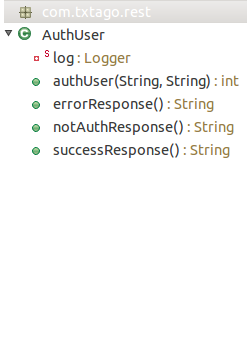 com.txtago.rest
AuthUser
S log : Logger
authUser(String, String) : int
errorResponse() : String
notAuthResponse() : String
successResponse() : String